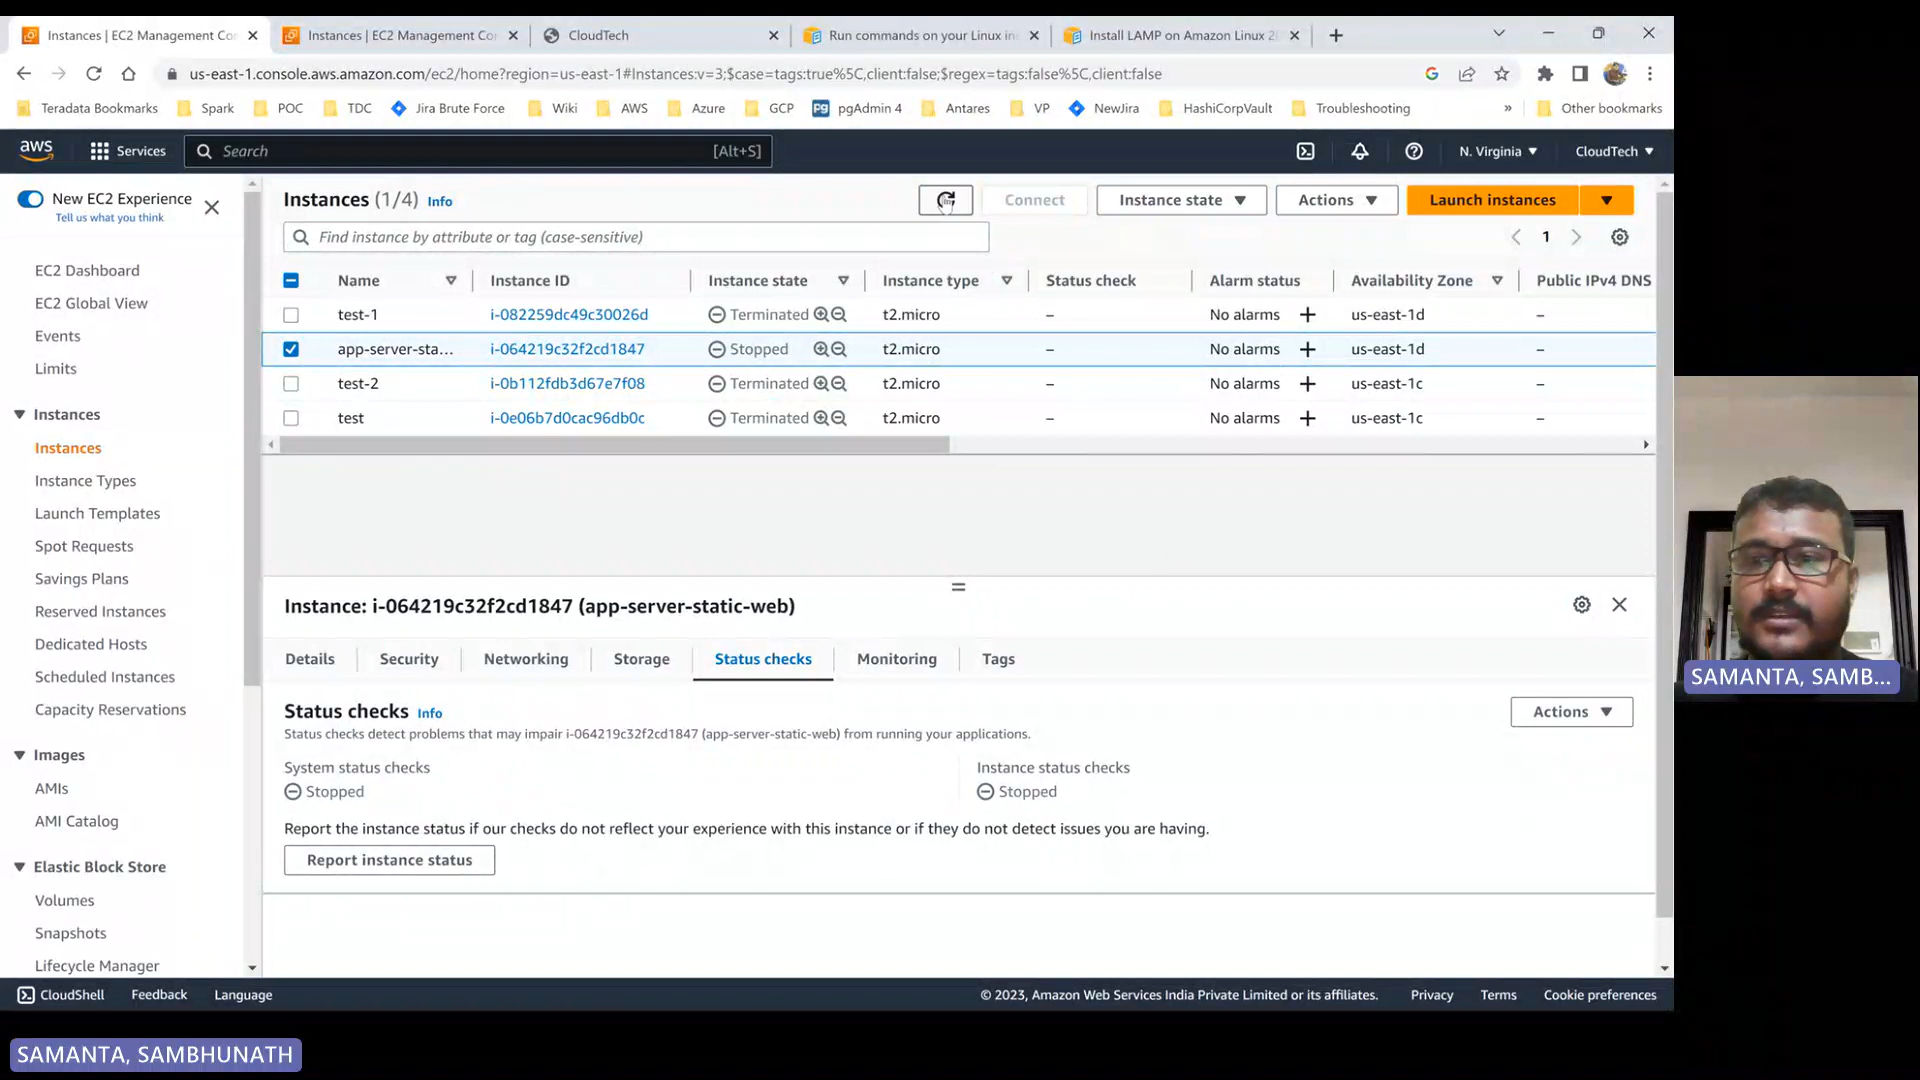 Instances | EC2 Management Co
Instances | EC2 Management Co
CloudTech
Run commands on your Linux in
Install LAMP on Amazon Linux 2
us-east-1.console.aws.amazon.com/ec2/home?region=us-east-1#Instances:v=3;$case=tags:true%5C,client:false;$regex=tags:false%5C,client:false
Teradata Bookmarks
Spark
POC
TDC
Jira Brute Force
Wiki
AWS
Azure
GCP
pgAdmin 4
Antares
VP
NewJira
HashiCorpVault
Troubleshooting
»
Other bookmarks
aws
Services
Search
[Alt+S]
N. Virginia
CloudTech
New EC2 Experience
Tell us what you think
EC2 Dashboard
EC2 Global View
Events
Limits
Instances
Instances
Instance Types
Launch Templates
Spot Requests
Savings Plans
Reserved Instances
Dedicated Hosts
Scheduled Instances
Capacity Reservations
Images
AMIs
AMI Catalog
Elastic Block Store
Volumes
Snapshots
Lifecycle Manager
Instances (1/4) Info
Connect
Instance state
Actions
Launch instances
Find instance by attribute or tag (case-sensitive)
1
Name Instance ID Instance state Instance type Status check Alarm status Availability Zone Public IPv4 DNS
test-1 i-082259dc49c30026d Terminated t2.micro – No alarms + us-east-1d –
app-server-sta... i-064219c32f2cd1847 Stopped t2.micro – No alarms + us-east-1d –
test-2 i-0b112fdb3d67e7f08 Terminated t2.micro – No alarms + us-east-1c –
test i-0e06b7d0cac96db0c Terminated t2.micro – No alarms + us-east-1c –
Instance: i-064219c32f2cd1847 (app-server-static-web)
Details
Security
Networking
Storage
Status checks
Monitoring
Tags
Status checks Info
Actions
Status checks detect problems that may impair i-064219c32f2cd1847 (app-server-static-web) from running your applications.
System status checks
Stopped
Instance status checks
Stopped
Report the instance status if our checks do not reflect your experience with this instance or if they do not detect issues you are having.
Report instance status
CloudShell
Feedback
Language
© 2023, Amazon Web Services India Private Limited or its affiliates.
Privacy
Terms
Cookie preferences
SAMANTA, SAMB...
SAMANTA, SAMBHUNATH